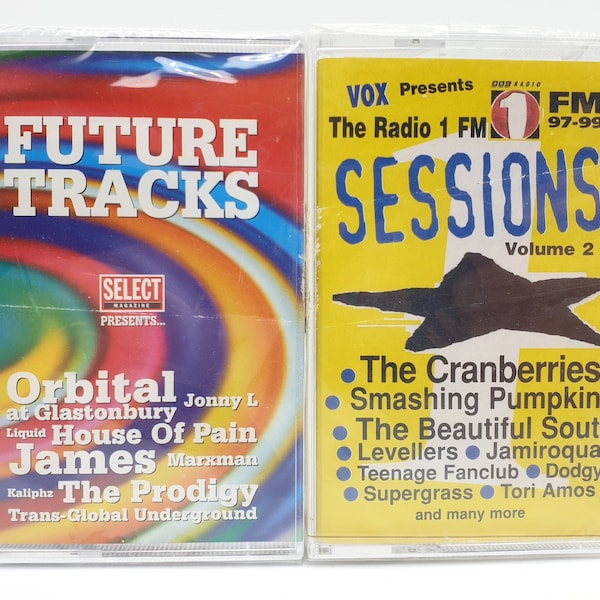 FUTURE
TRACKS
SELECT
MAGAZINE
PRESENTS...
Orbital
at Glastonbury Jonny L
Liquid House Of Pain
James Marxman
Kaliphz The Prodigy
Trans-Global Underground
VOX Presents
The Radio 1 FM
BBC RADIO
1 FM
97-99
SESSIONS
Volume 2
• The Cranberries
• Smashing Pumpkin
• The Beautiful Sout
• Levellers • Jamiroqua
• Teenage Fanclub • Dodgy
• Supergrass • Tori Amos
and many more